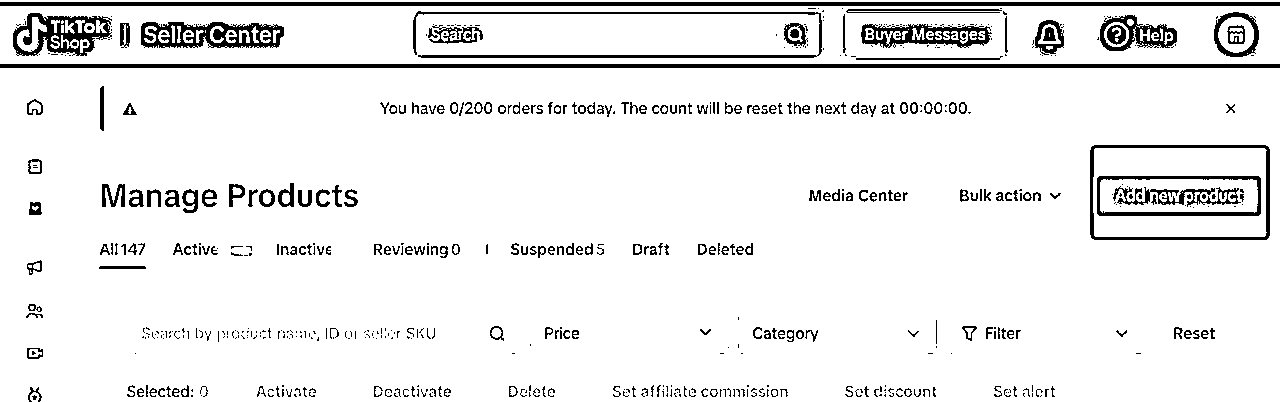 TikTok Shop Seller Center Search Buyer Messages Help
You have 0/200 orders for today. The count will be reset the next day at 00:00:00.
Manage Products Media Center Bulk action Add new product
All 147 Active Inactive Reviewing 0 Suspended 5 Draft Deleted
Search by product name, ID or seller SKU Price Category Filter Reset
Selected: 0 Activate Deactivate Delete Set affiliate commission Set discount Set alert